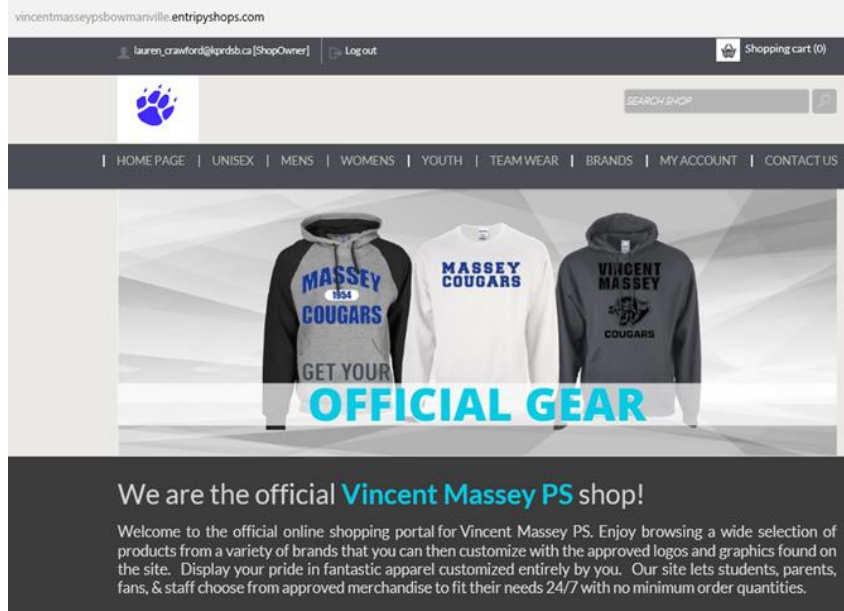 vincentmasseypsbowmanville.entripyshops.com
lauren_crawford@kprdsb.ca [ShopOwner] | Log out
Shopping cart (0)
SEARCH SHOP
| HOME PAGE | UNISEX | MENS | WOMENS | YOUTH | TEAM WEAR | BRANDS | MY ACCOUNT | CONTACT US
MASSEY
1954
COUGARS
MASSEY
COUGARS
VINCENT
MASSEY
COUGARS
GET YOUR
OFFICIAL GEAR
We are the official Vincent Massey PS shop!
Welcome to the official online shopping portal for Vincent Massey PS. Enjoy browsing a wide selection of
products from a variety of brands that you can then customize with the approved logos and graphics found on
the site. Display your pride in fantastic apparel customized entirely by you. Our site lets students, parents,
fans, & staff choose from approved merchandise to fit their needs 24/7 with no minimum order quantities.